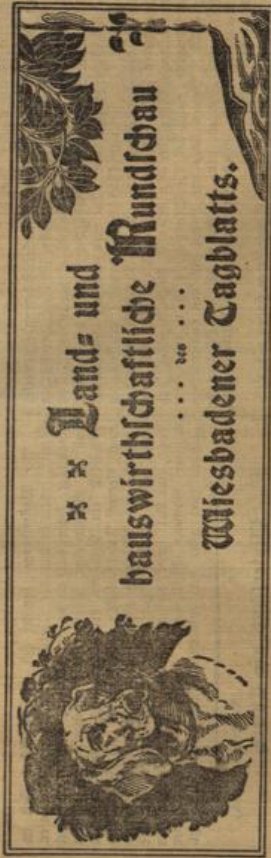 Land- und
hauswirthschaftliche Rundschau
... des ...
Wiesbadener Tagblatts.